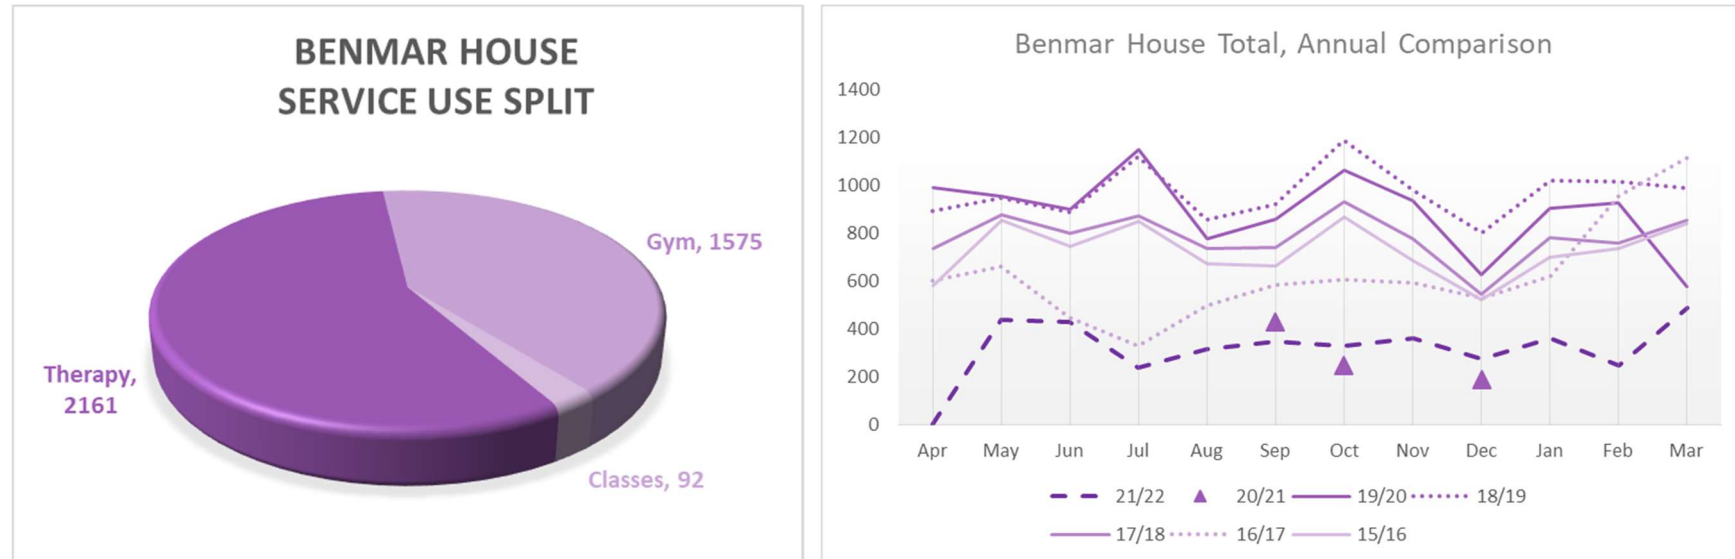 BENMAR HOUSE
SERVICE USE SPLIT
Gym, 1575
Therapy,
2161
Classes, 92
Benmar House Total, Annual Comparison
1400
1200
1000
800
600
400
200
0
Apr May Jun Jul Aug Sep Oct Nov Dec Jan Feb Mar
21/22 20/21 19/20 18/19
17/18 16/17 15/16